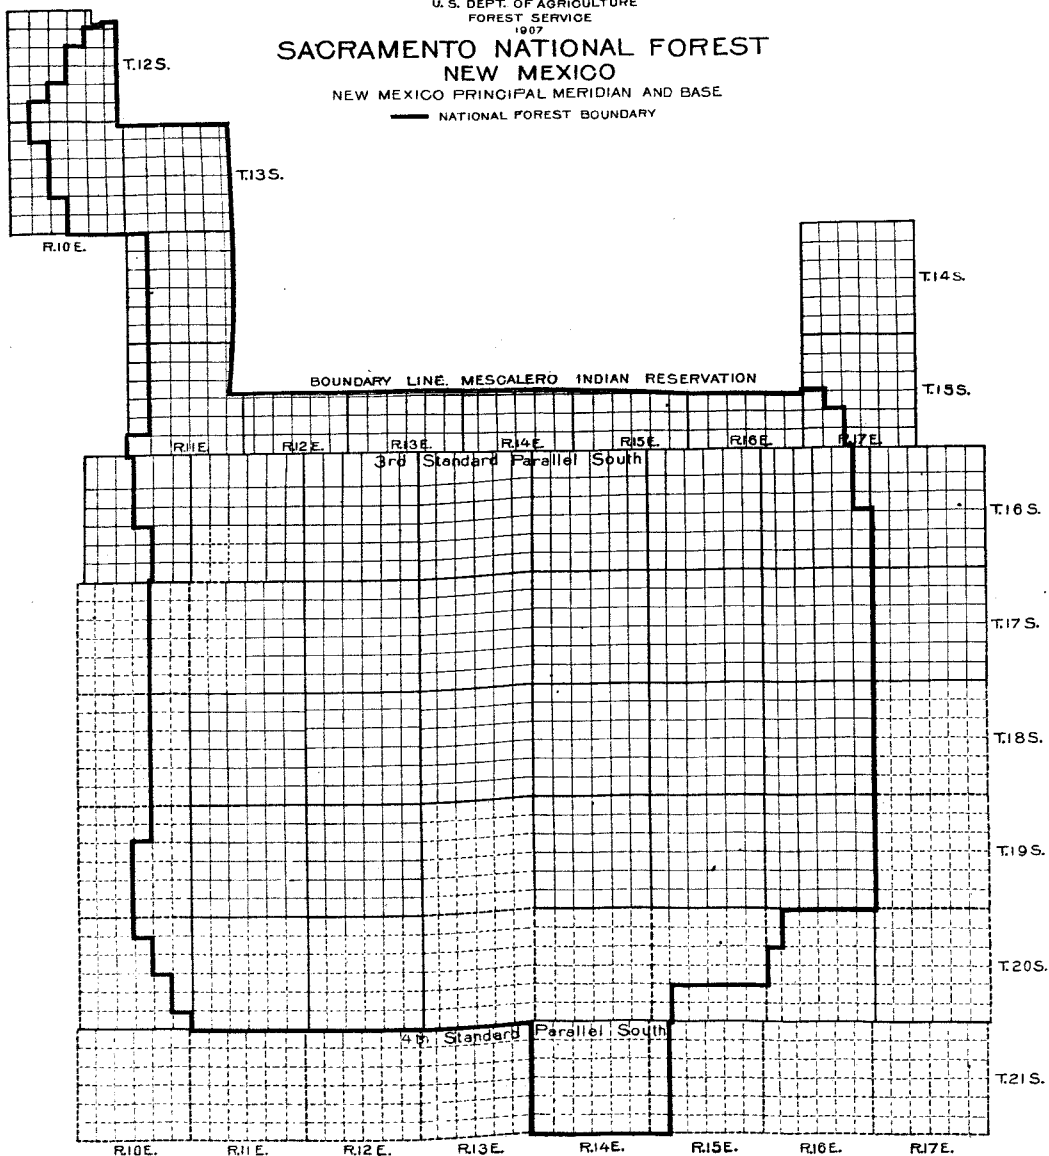 U. S. DEPT. OF AGRICULTURE
FOREST SERVICE
1907
SACRAMENTO NATIONAL FOREST
NEW MEXICO
NEW MEXICO PRINCIPAL MERIDIAN AND BASE
NATIONAL FOREST BOUNDARY
T.12S.
T.13S.
R.10E.
T.14S.
BOUNDARY LINE. MESCALERO INDIAN RESERVATION
T.15S.
R.11E. R.12E. R.13E. R.14E. R.15E. R.16E. R.17E.
3rd Standard Parallel South
T.16S.
T.17S.
T.18S.
T.19S.
T.20S.
4th Standard Parallel South
T.21S.
R.10E. R.11E. R.12E. R.13E. R.14E. R.15E. R.16E. R.17E.